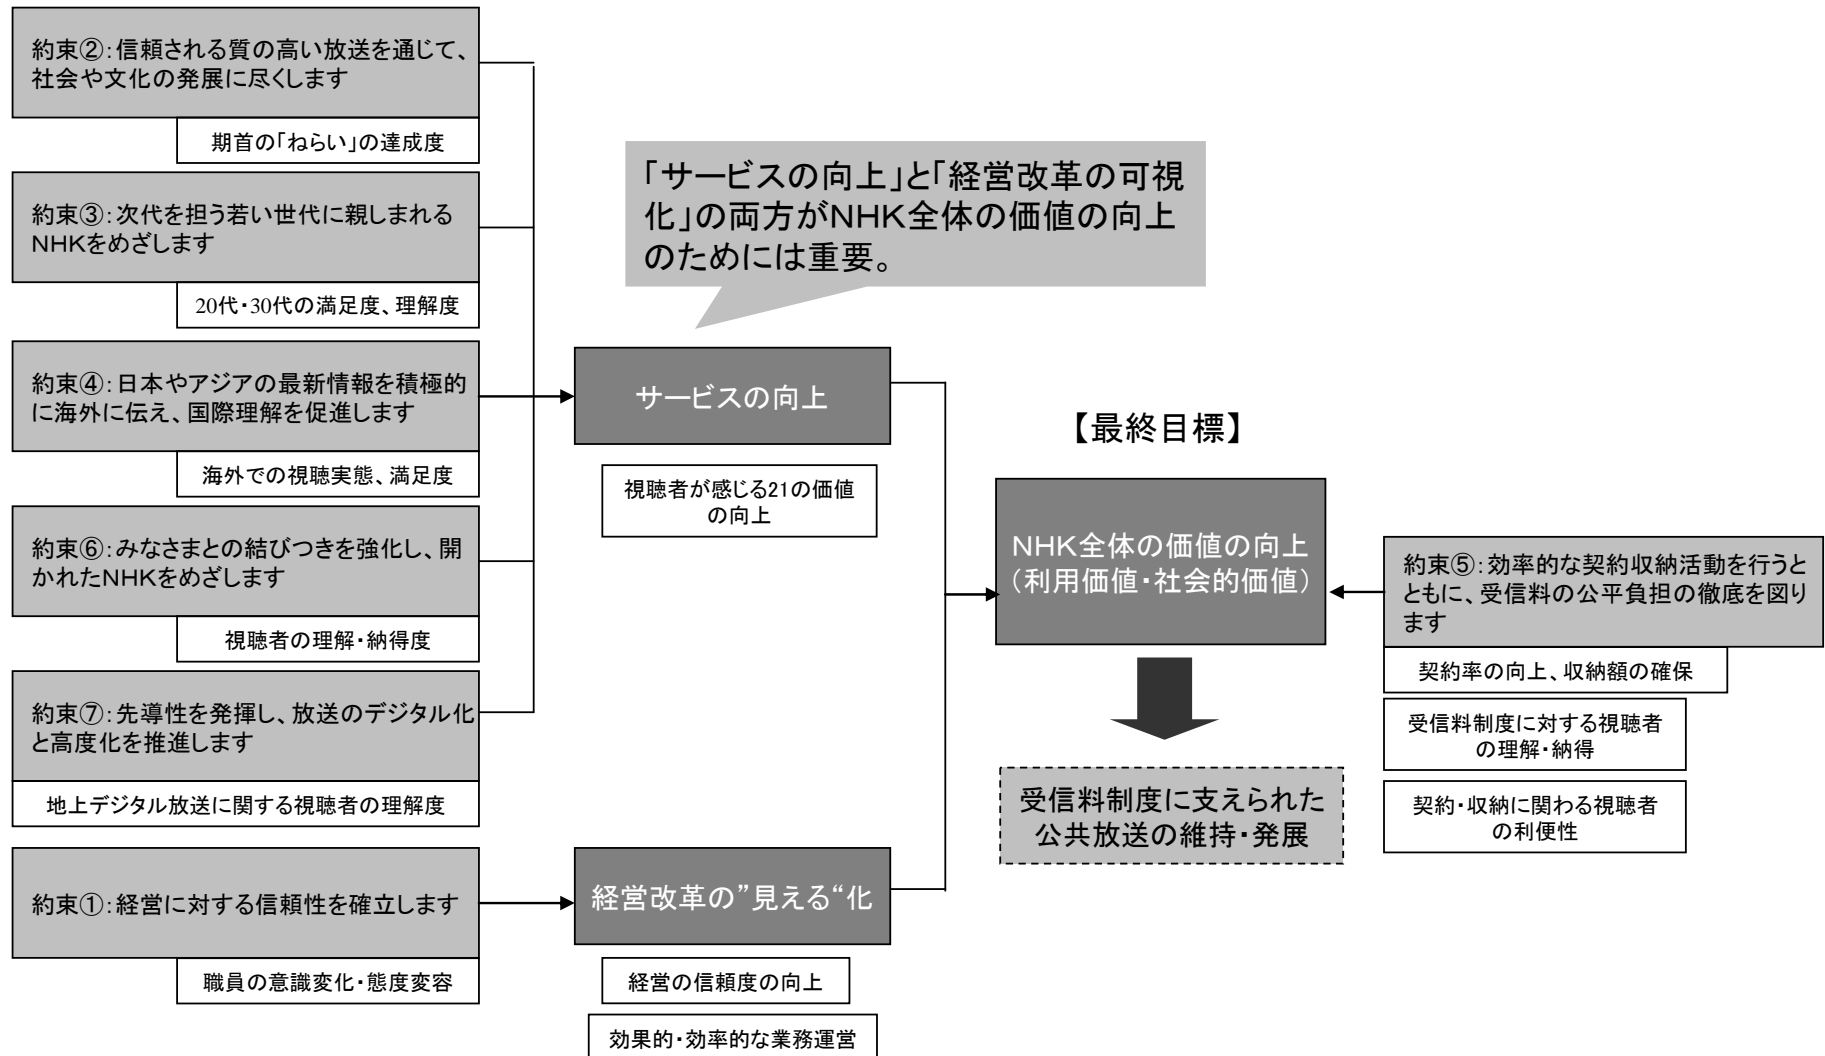 約束②:信頼される質の高い放送を通じて、
社会や文化の発展に尽くします
期首の「ねらい」の達成度
約束③:次代を担う若い世代に親しまれる
NHKをめざします
20代・30代の満足度、理解度
約束④:日本やアジアの最新情報を積極的
に海外に伝え、国際理解を促進します
海外での視聴実態、満足度
約束⑥:みなさまとの結びつきを強化し、開
かれたNHKをめざします
視聴者の理解・納得度
約束⑦:先導性を発揮し、放送のデジタル化
と高度化を推進します
地上デジタル放送に関する視聴者の理解度
約束①:経営に対する信頼性を確立します
職員の意識変化・態度変容
「サービスの向上」と「経営改革の可視
化」の両方がNHK全体の価値の向上
のためには重要。
サービスの向上
視聴者が感じる21の価値
の向上
経営改革の”見える“化
経営の信頼度の向上
効果的・効率的な業務運営
【最終目標】
NHK全体の価値の向上
(利用価値・社会的価値)
受信料制度に支えられた
公共放送の維持・発展
約束⑤:効率的な契約収納活動を行うと
ともに、受信料の公平負担の徹底を図り
ます
契約率の向上、収納額の確保
受信料制度に対する視聴者
の理解・納得
契約・収納に関わる視聴者
の利便性